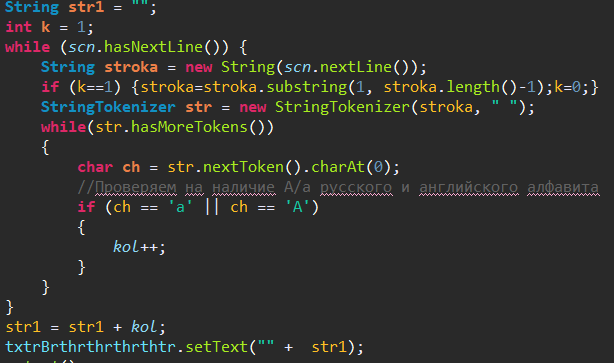 String str1 = "";
int k = 1;
while (scn.hasNextLine()) {
String stroka = new String(scn.nextLine());
if (k==1) {stroka=stroka.substring(1, stroka.length()-1);k=0;}
StringTokenizer str = new StringTokenizer(stroka, " ");
while(str.hasMoreTokens())
{
char ch = str.nextToken().charAt(0);
//Проверяем на наличие А/а русского и английского алфавита
if (ch == 'a' || ch == 'A')
{
kol++;
}
}
}
str1 = str1 + kol;
txtrBrthrthrthrthtr.setText("" + str1);